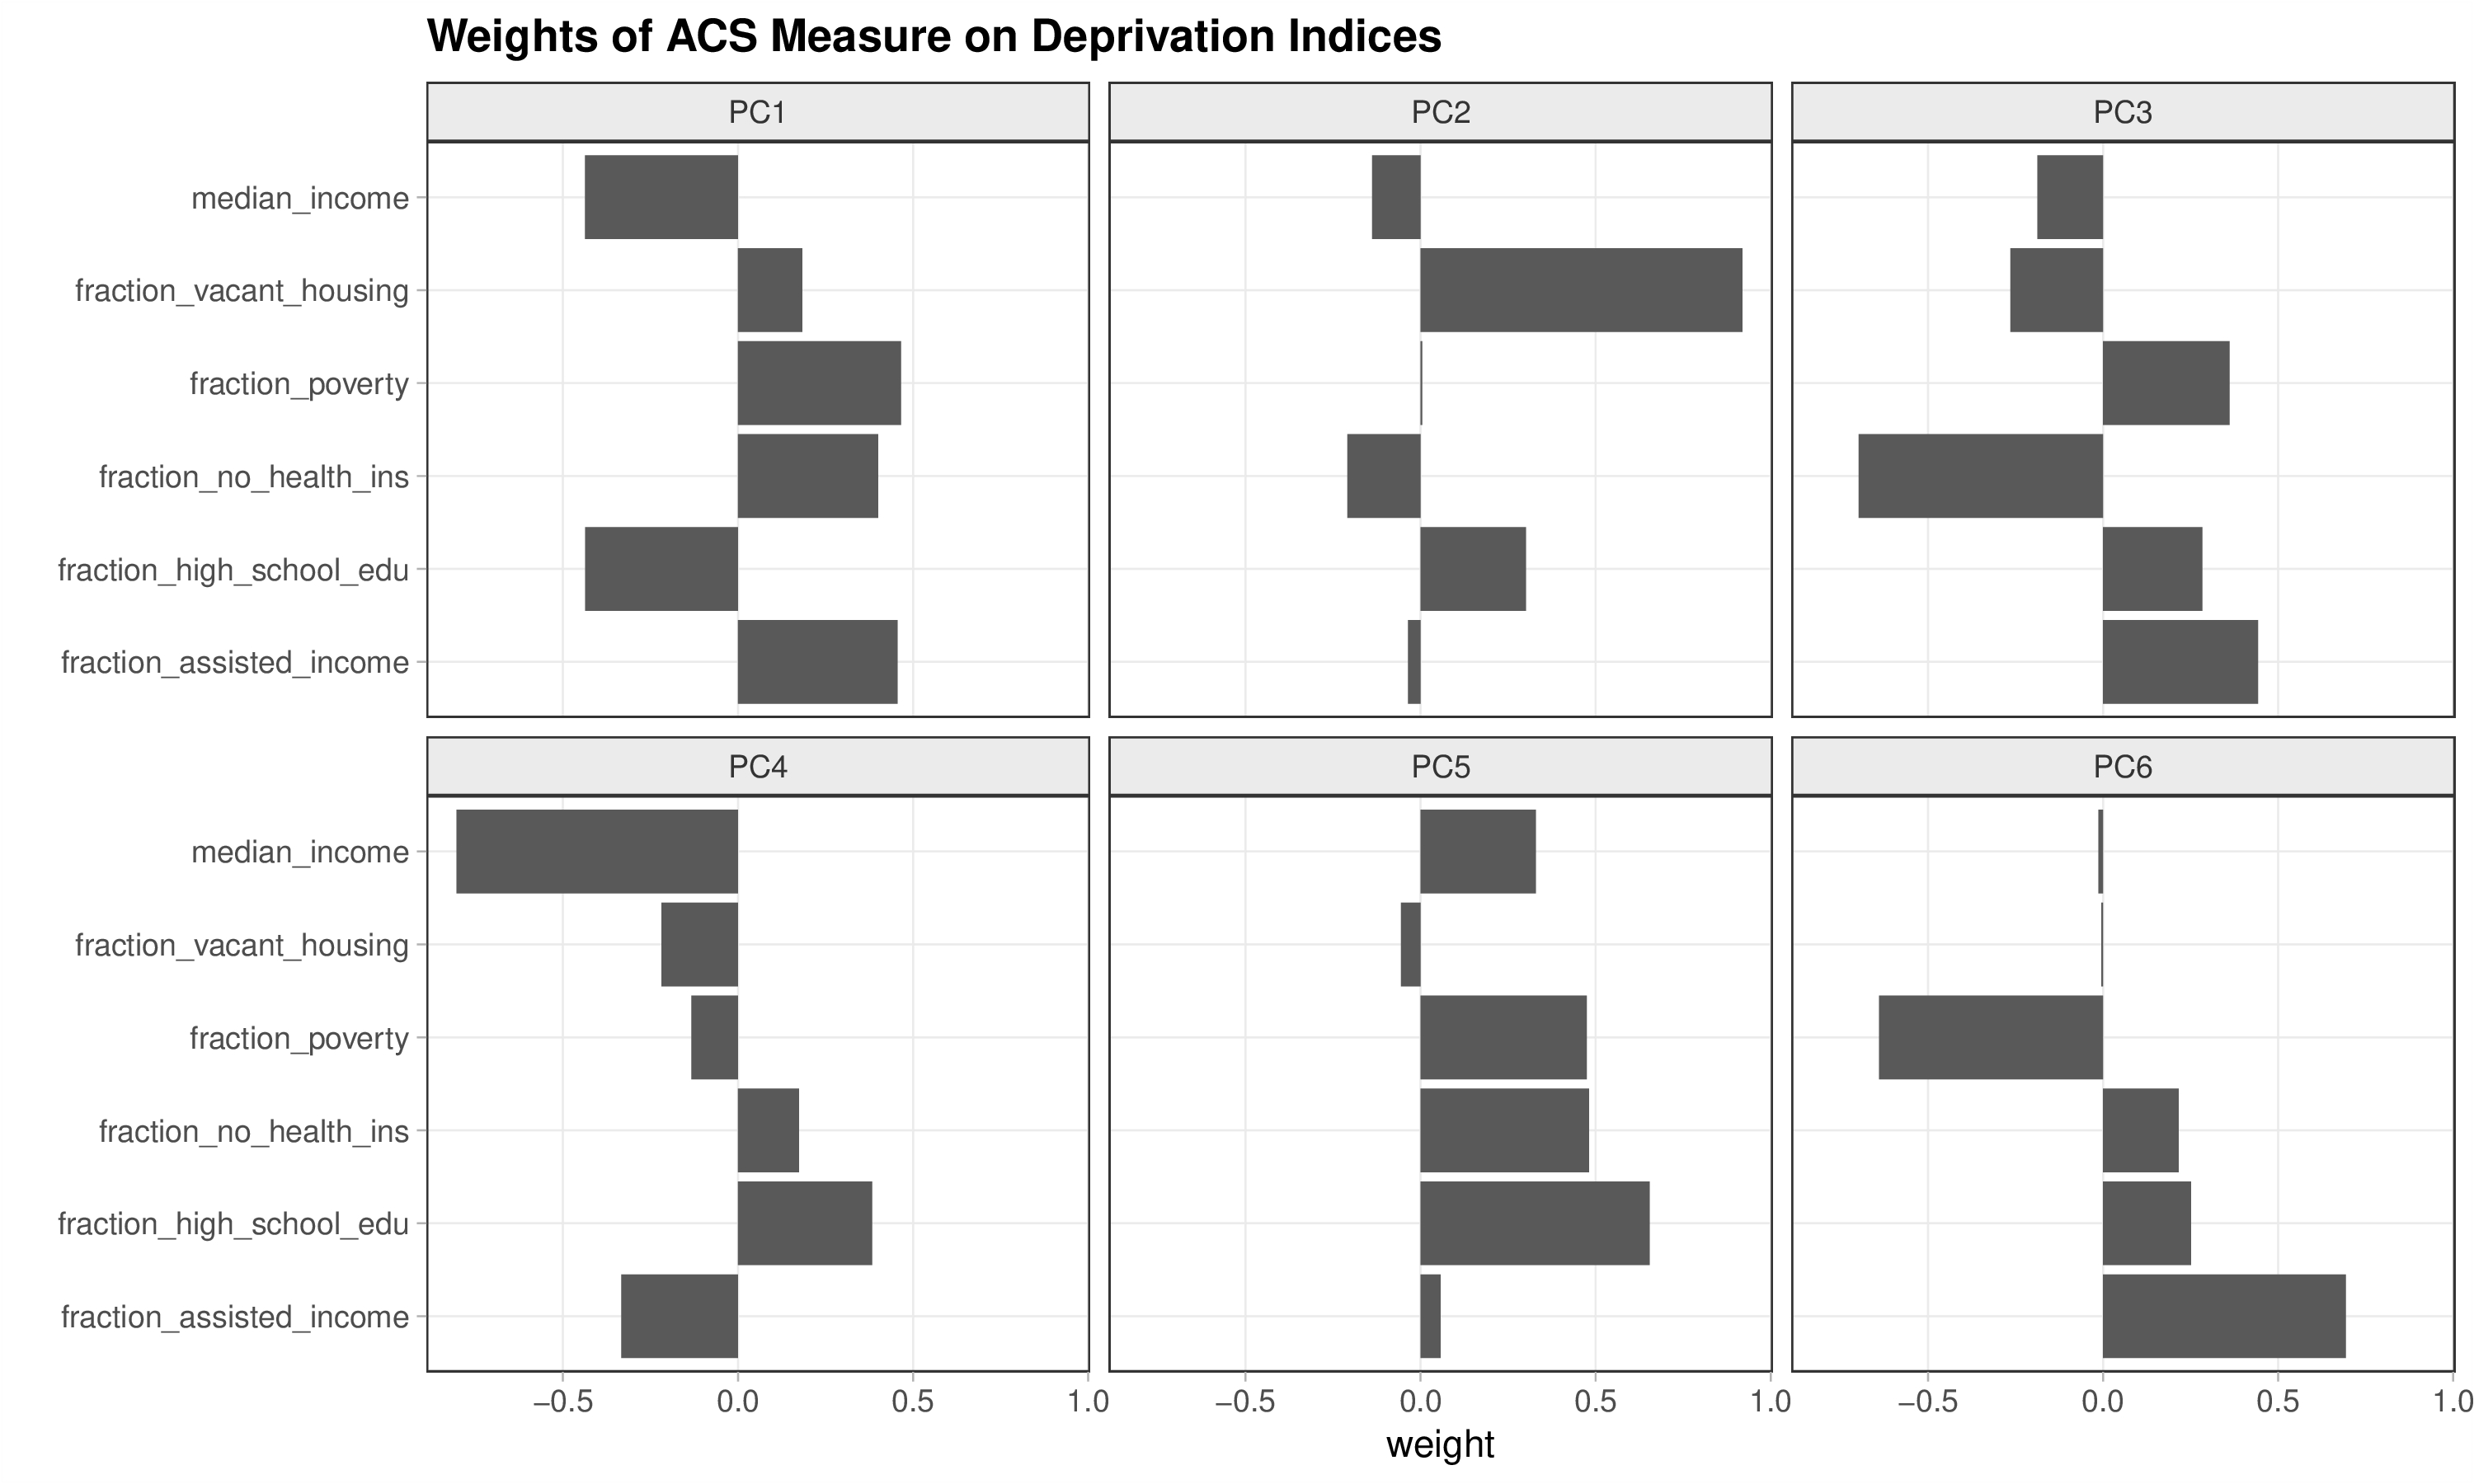 Weights of ACS Measure on Deprivation Indices
PC1 PC2 PC3
median_income
fraction_vacant_housing
fraction_poverty
fraction_no_health_ins
fraction_high_school_edu
fraction_assisted_income
PC4 PC5 PC6
median_income
fraction_vacant_housing
fraction_poverty
fraction_no_health_ins
fraction_high_school_edu
fraction_assisted_income
−0.5 0.0 0.5 1.0 −0.5 0.0 0.5 1.0 −0.5 0.0 0.5 1.0
weight